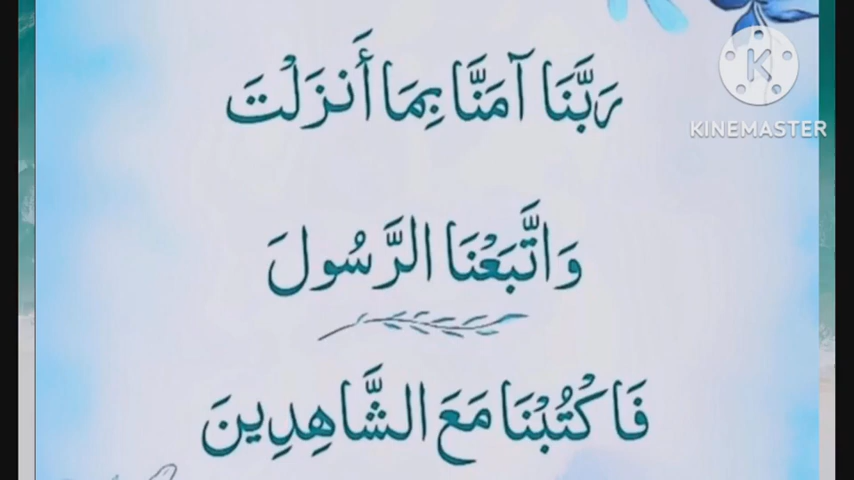 رَبَّنَا آمَنَّا بِمَا أَنزَلْتَ
وَاتَّبَعْنَا الرَّسُولَ
فَاكْتُبْنَا مَعَ الشَّاهِدِينَ
K
KINEMASTER